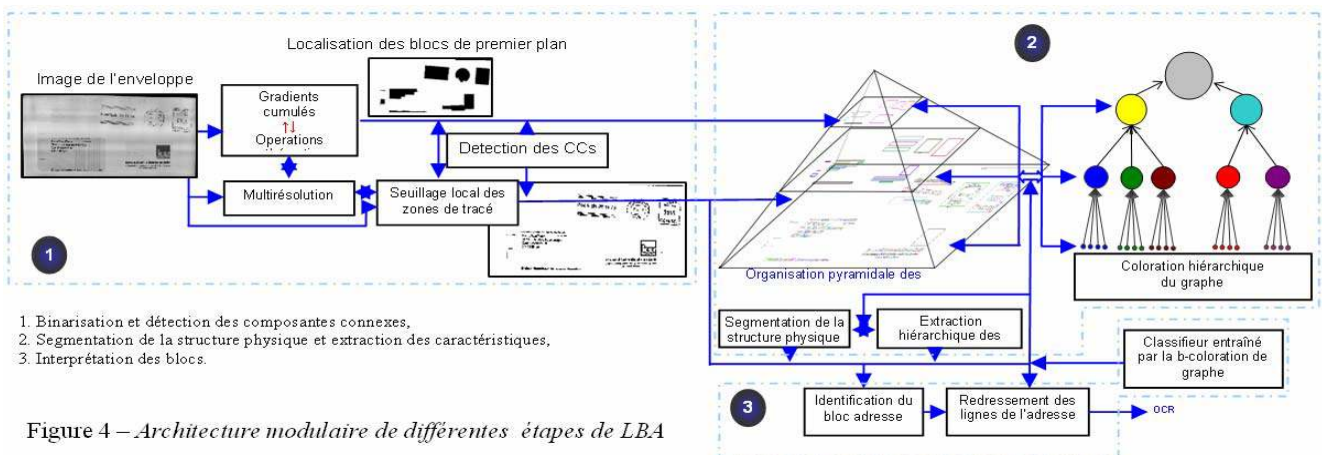 Localisation des blocs de premier plan
Image de l'enveloppe
Gradients
cumulés
Operations
Detection des CCs
Multirésolution
Seuillage local des
zones de tracé
1
2
Organisation pyramidale des
Coloration hiérarchique
du graphe
Segmentation de la
structure physique
Extraction
hiérarchique des
Classifieur entraîné
par la b-coloration de
graphe
3
Identification du
bloc adresse
Redressement des
lignes de l'adresse
OCR
1. Binarisation et détection des composantes connexes,
2. Segmentation de la structure physique et extraction des caractéristiques,
3. Interprétation des blocs.
Figure 4 – Architecture modulaire de différentes étapes de LBA